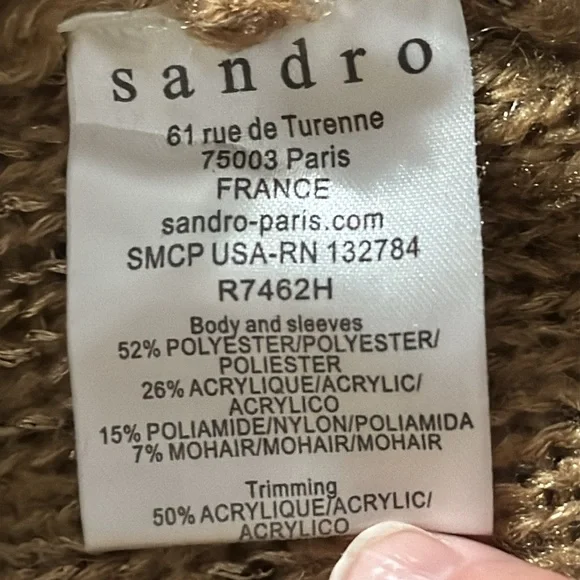 sandro
61 rue de Turenne
75003 Paris
FRANCE
sandro-paris.com
SMCP USA-RN 132784
R7462H
Body and sleeves
52% POLYESTER/POLYESTER/
POLIESTER
26% ACRYLIQUE/ACRYLIC/
ACRYLICO
15% POLIAMIDE/NYLON/POLIAMIDA
7% MOHAIR/MOHAIR/MOHAIR
Trimming
50% ACRYLIQUE/ACRYLIC/
ACRYLICO